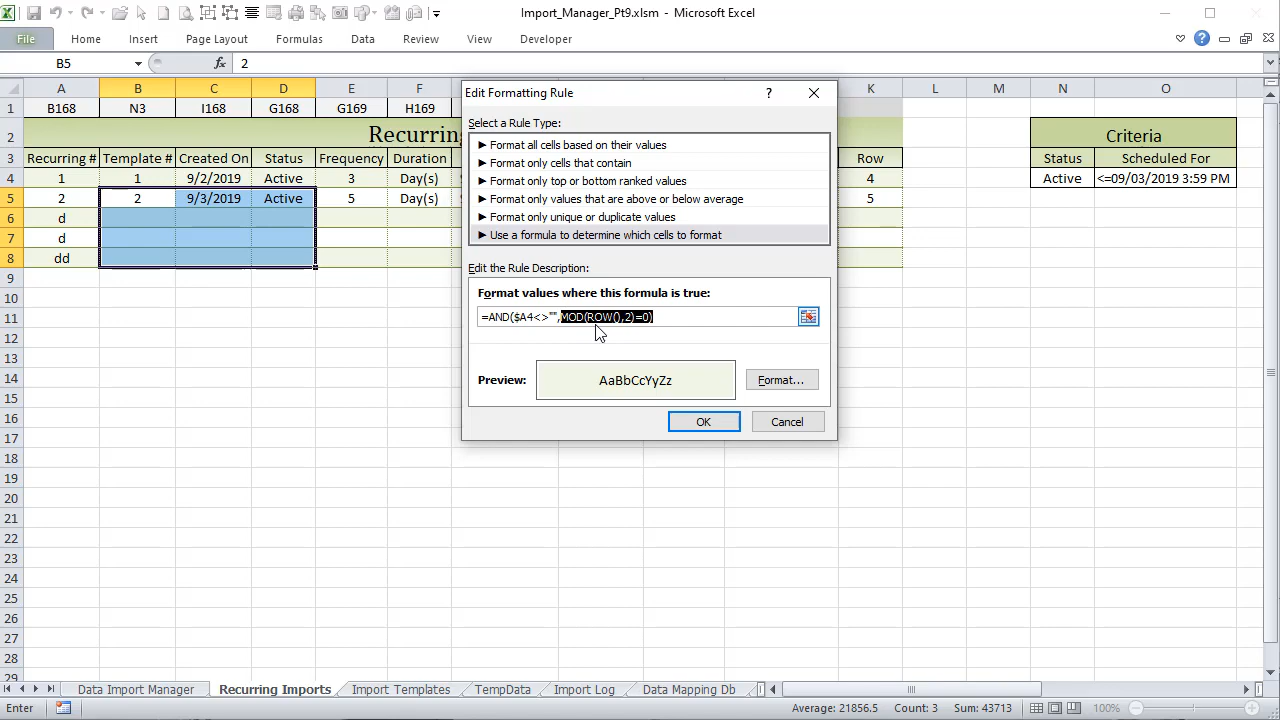 Import_Manager_Pt9.xlsm - Microsoft Excel
File Home Insert Page Layout Formulas Data Review View Developer
B5 fx 2
A B C D E F K L M N O
1 B168 N3 I168 G168 G169 H169
2 Recurring Criteria
3 Recurring # Template # Created On Status Frequency Duration Row Status Scheduled For
4 1 1 9/2/2019 Active 3 Day(s) 4 Active <=09/03/2019 3:59 PM
5 2 2 9/3/2019 Active 5 Day(s) 5
6 d
7 d
8 dd
9
10
11
12
13
14
15
16
17
18
19
20
21
22
23
24
25
26
27
28
29
Edit Formatting Rule ?
Select a Rule Type:
► Format all cells based on their values
► Format only cells that contain
► Format only top or bottom ranked values
► Format only values that are above or below average
► Format only unique or duplicate values
► Use a formula to determine which cells to format
Edit the Rule Description:
Format values where this formula is true:
=AND($A4<>"",MOD(ROW(),2)=0)
Preview: AaBbCcYyZz Format...
OK Cancel
Data Import Manager Recurring Imports Import Templates TempData Import Log Data Mapping Db
Enter Average: 21856.5 Count: 3 Sum: 43713 100%